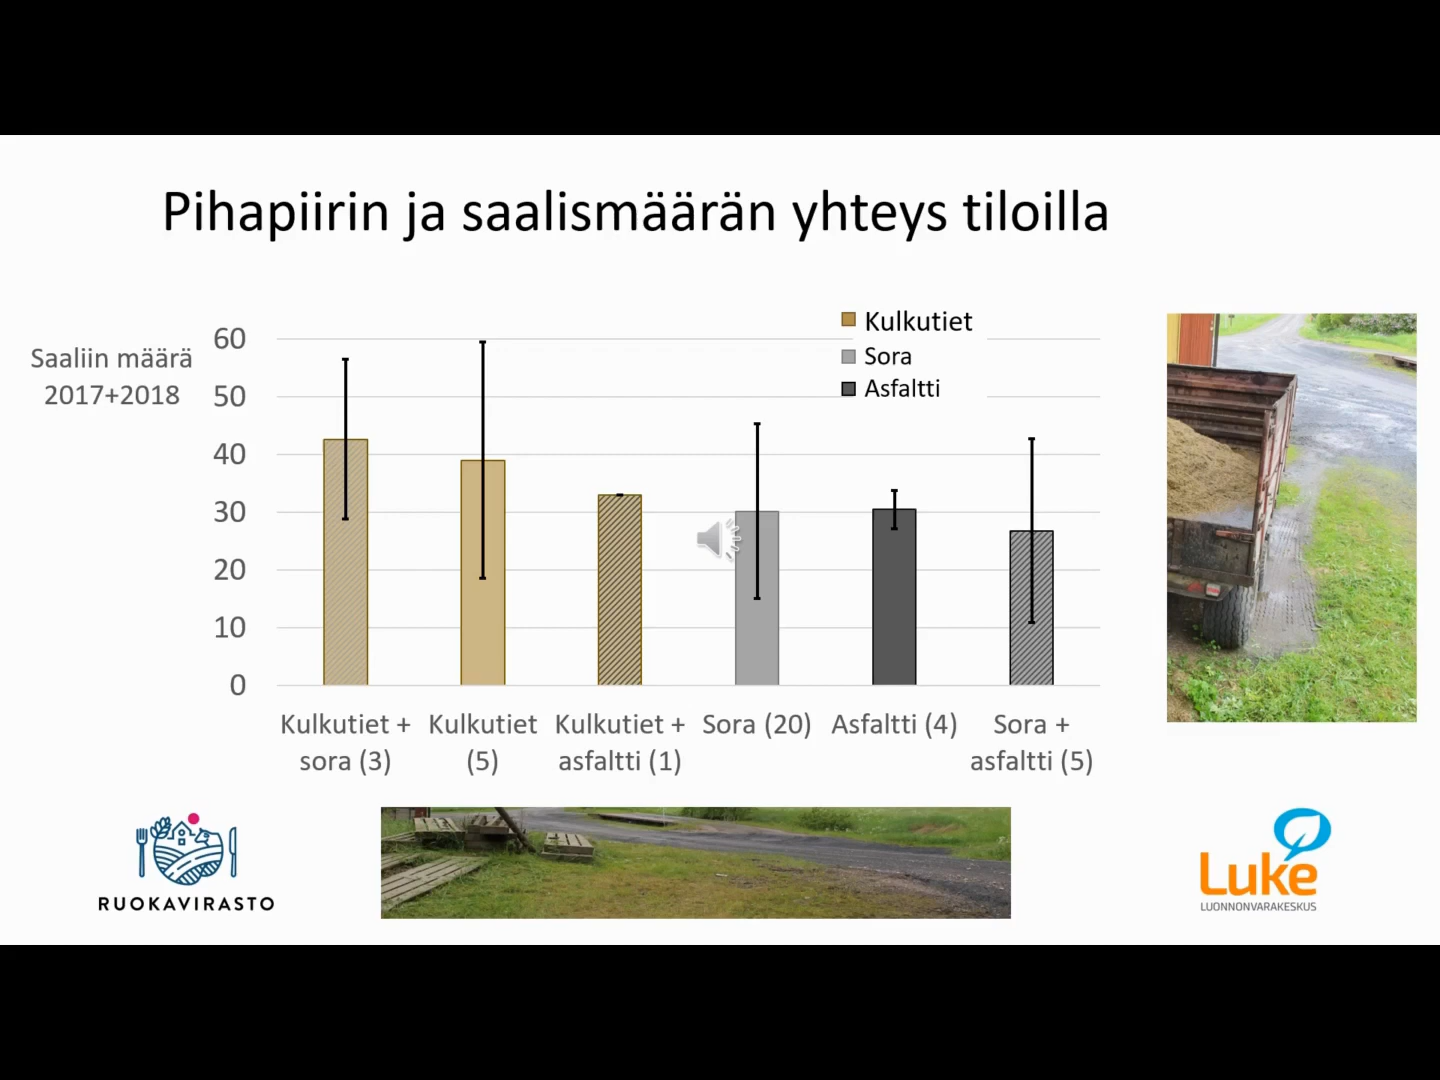 Pihapiirin ja saalismäärän yhteys tiloilla
Saaliin määrä
2017+2018
60
50
40
30
20
10
0
Kulkutiet
Sora
Asfaltti
Kulkutiet +
sora (3)
Kulkutiet
(5)
Kulkutiet +
asfaltti (1)
Sora (20)
Asfaltti (4)
Sora +
asfaltti (5)
RUOKAVIRASTO
Luke
LUONNONVARAKESKUS